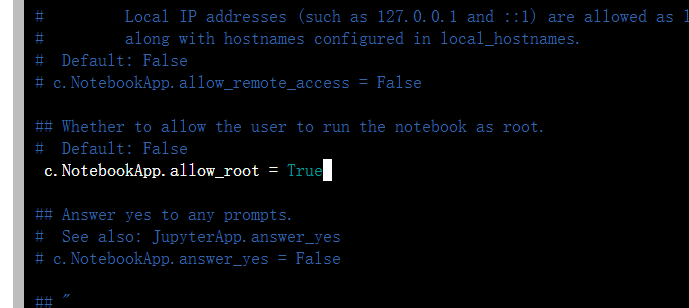 #       Local IP addresses (such as 127.0.0.1 and ::1) are allowed as
#       along with hostnames configured in local_hostnames.
#  Default: False
# c.NotebookApp.allow_remote_access = False
## Whether to allow the user to run the notebook as root.
#  Default: False
 c.NotebookApp.allow_root = True
## Answer yes to any prompts.
#  See also: JupyterApp.answer_yes
# c.NotebookApp.answer_yes = False
## "